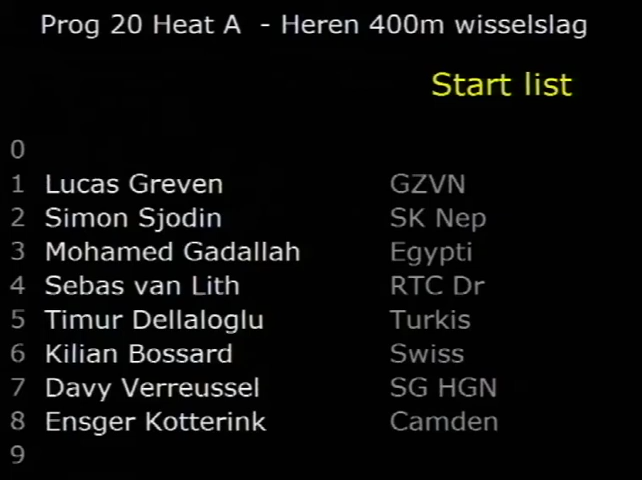 Prog 20 Heat A - Heren 400m wisselslag
Start list
0
1 Lucas Greven GZVN
2 Simon Sjodin SK Nep
3 Mohamed Gadallah Egypti
4 Sebas van Lith RTC Dr
5 Timur Dellaloglu Turkis
6 Kilian Bossard Swiss
7 Davy Verreussel SG HGN
8 Ensger Kotterink Camden
9